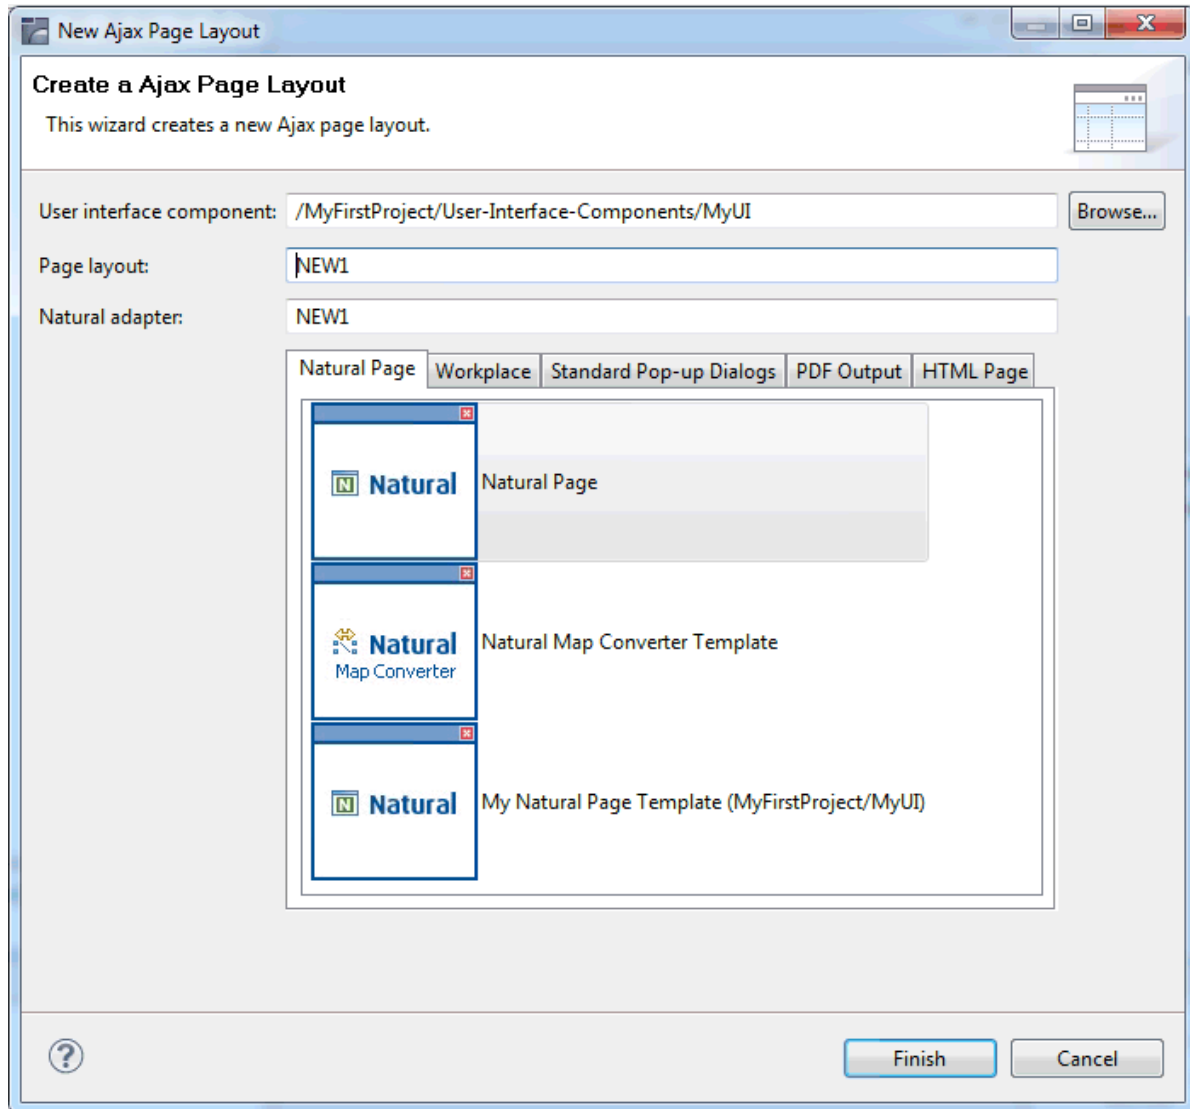 New Ajax Page Layout
Create a Ajax Page Layout
This wizard creates a new Ajax page layout.
User interface component: /MyFirstProject/User-Interface-Components/MyUI Browse...
Page layout: NEW1
Natural adapter: NEW1
Natural Page Workplace Standard Pop-up Dialogs PDF Output HTML Page
N Natural Natural Page
Natural Natural Map Converter Template
Map Converter
N Natural My Natural Page Template (MyFirstProject/MyUI)
? Finish Cancel